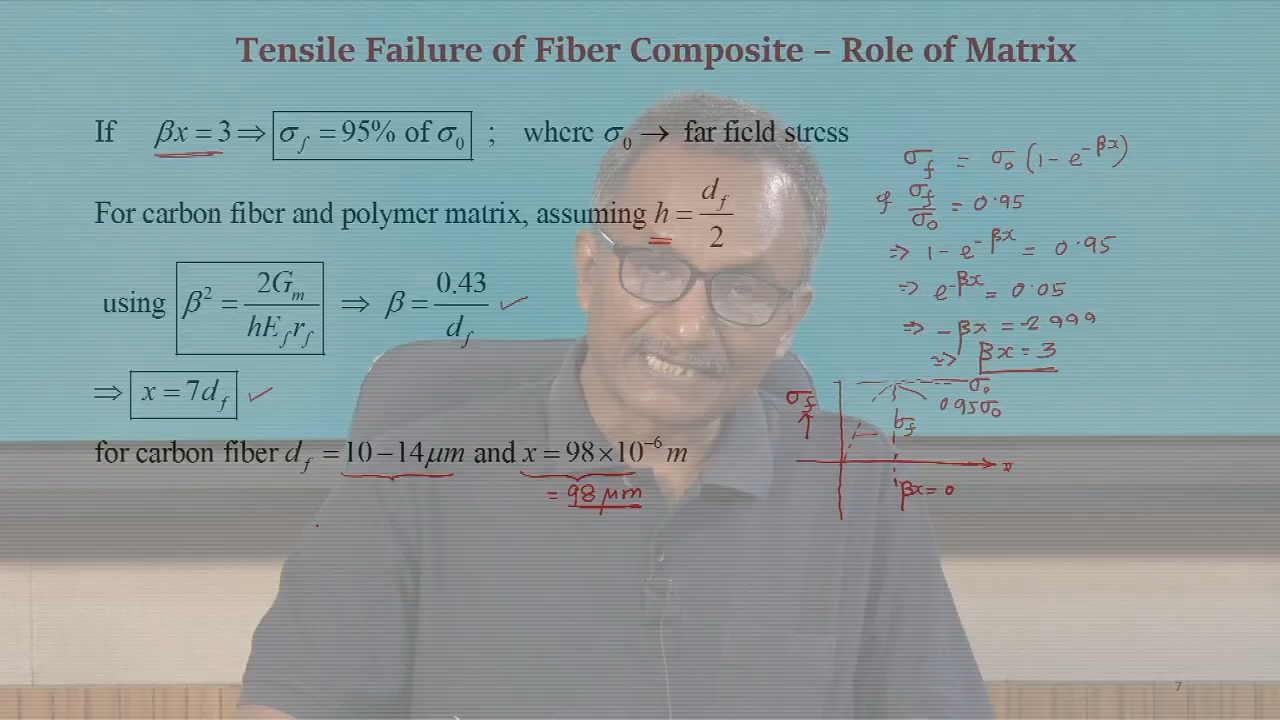 Tensile Failure of Fiber Composite – Role of Matrix
If βx = 3 ⇒ σ_f = 95% of σ_0 ; where σ_0 → far field stress
For carbon fiber and polymer matrix, assuming h = d_f / 2
using β² = 2G_m / hE_f r_f ⇒ β = 0.43 / d_f ✓
⇒ x = 7d_f ✓
for carbon fiber d_f = 10 – 14 μm and x = 98 × 10⁻⁶ m
= 98 μm
σ_f = σ_0 (1 - e^{-βx})
if σ_f / σ_0 = 0.95
⇒ 1 - e^{-βx} = 0.95
⇒ e^{-βx} = 0.05
⇒ -βx = -2.999
⇒ βx = 3
σ_f
σ_0
0.95σ_0
σ_f
x
βx = 0
7